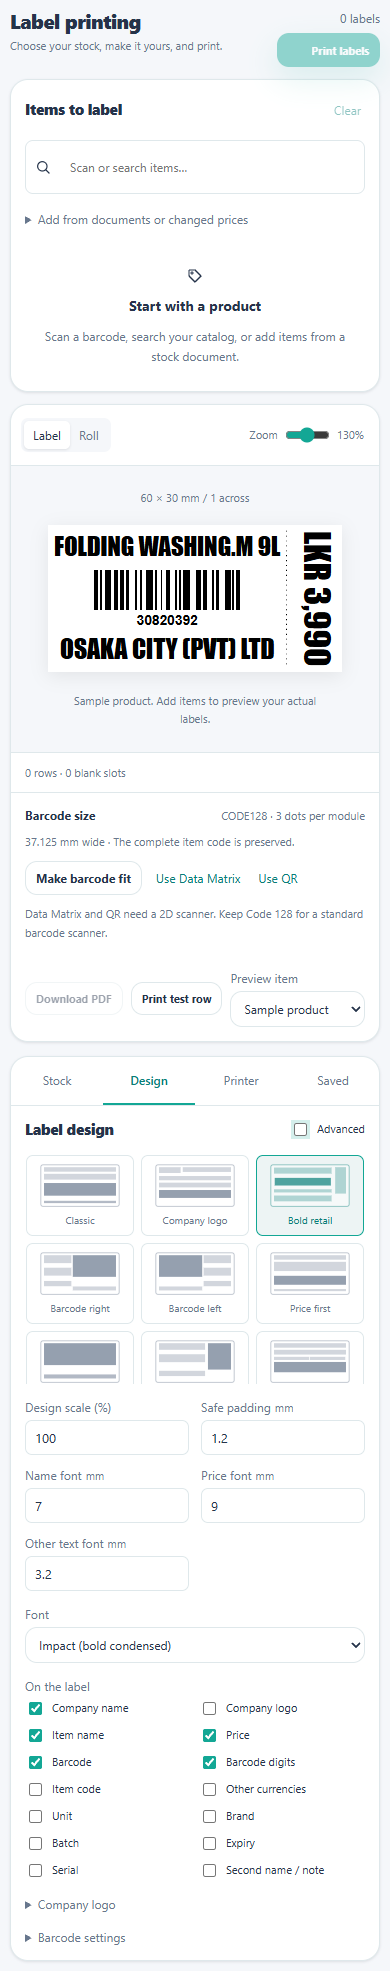 Label printing
0 labels
Choose your stock, make it yours, and print.
Print labels
Items to label
Clear
Scan or search items...
Add from documents or changed prices
Start with a product
Scan a barcode, search your catalog, or add items from a
stock document.
Label
Roll
Zoom
130%
60 × 30 mm / 1 across
FOLDING WASHING.M 9L
30820392
OSAKA CITY (PVT) LTD
LKR 3,990
Sample product. Add items to preview your actual
labels.
0 rows · 0 blank slots
Barcode size
CODE128 · 3 dots per module
37.125 mm wide · The complete item code is preserved.
Make barcode fit
Use Data Matrix
Use QR
Data Matrix and QR need a 2D scanner. Keep Code 128 for a standard
barcode scanner.
Preview item
Download PDF
Print test row
Sample product
Stock
Design
Printer
Saved
Label design
Advanced
Classic
Company logo
Bold retail
Barcode right
Barcode left
Price first
Design scale (%)
Safe padding mm
100
1.2
Name font mm
Price font mm
7
9
Other text font mm
3.2
Font
Impact (bold condensed)
On the label
Company name
Company logo
Item name
Price
Barcode
Barcode digits
Item code
Other currencies
Unit
Brand
Batch
Expiry
Serial
Second name / note
Company logo
Barcode settings